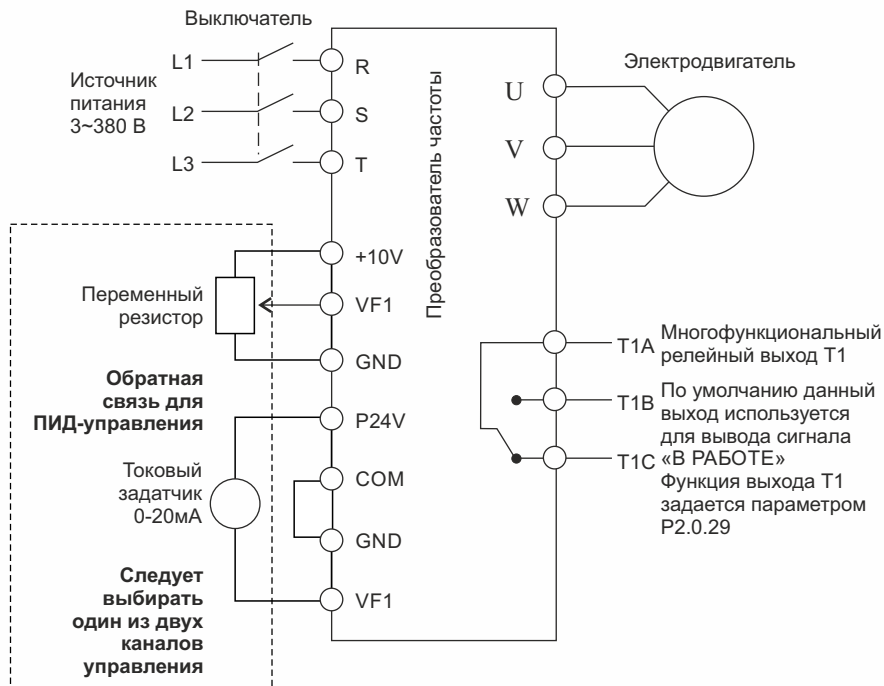 Выключатель
L1
L2
L3
Источник
питания
3~380 В
R
S
T
Преобразователь частоты
U
V
W
Электродвигатель
+10V
VF1
GND
Переменный
резистор
Обратная
связь для
ПИД-управления
P24V
COM
GND
VF1
Токовый
задатчик
0-20мА
Следует
выбирать
один из двух
каналов
управления
T1A
Многофункциональный
релейный выход T1
T1B
По умолчанию данный
выход используется
для вывода сигнала
T1C
«В РАБОТЕ»
Функция выхода T1
задается параметром
P2.0.29